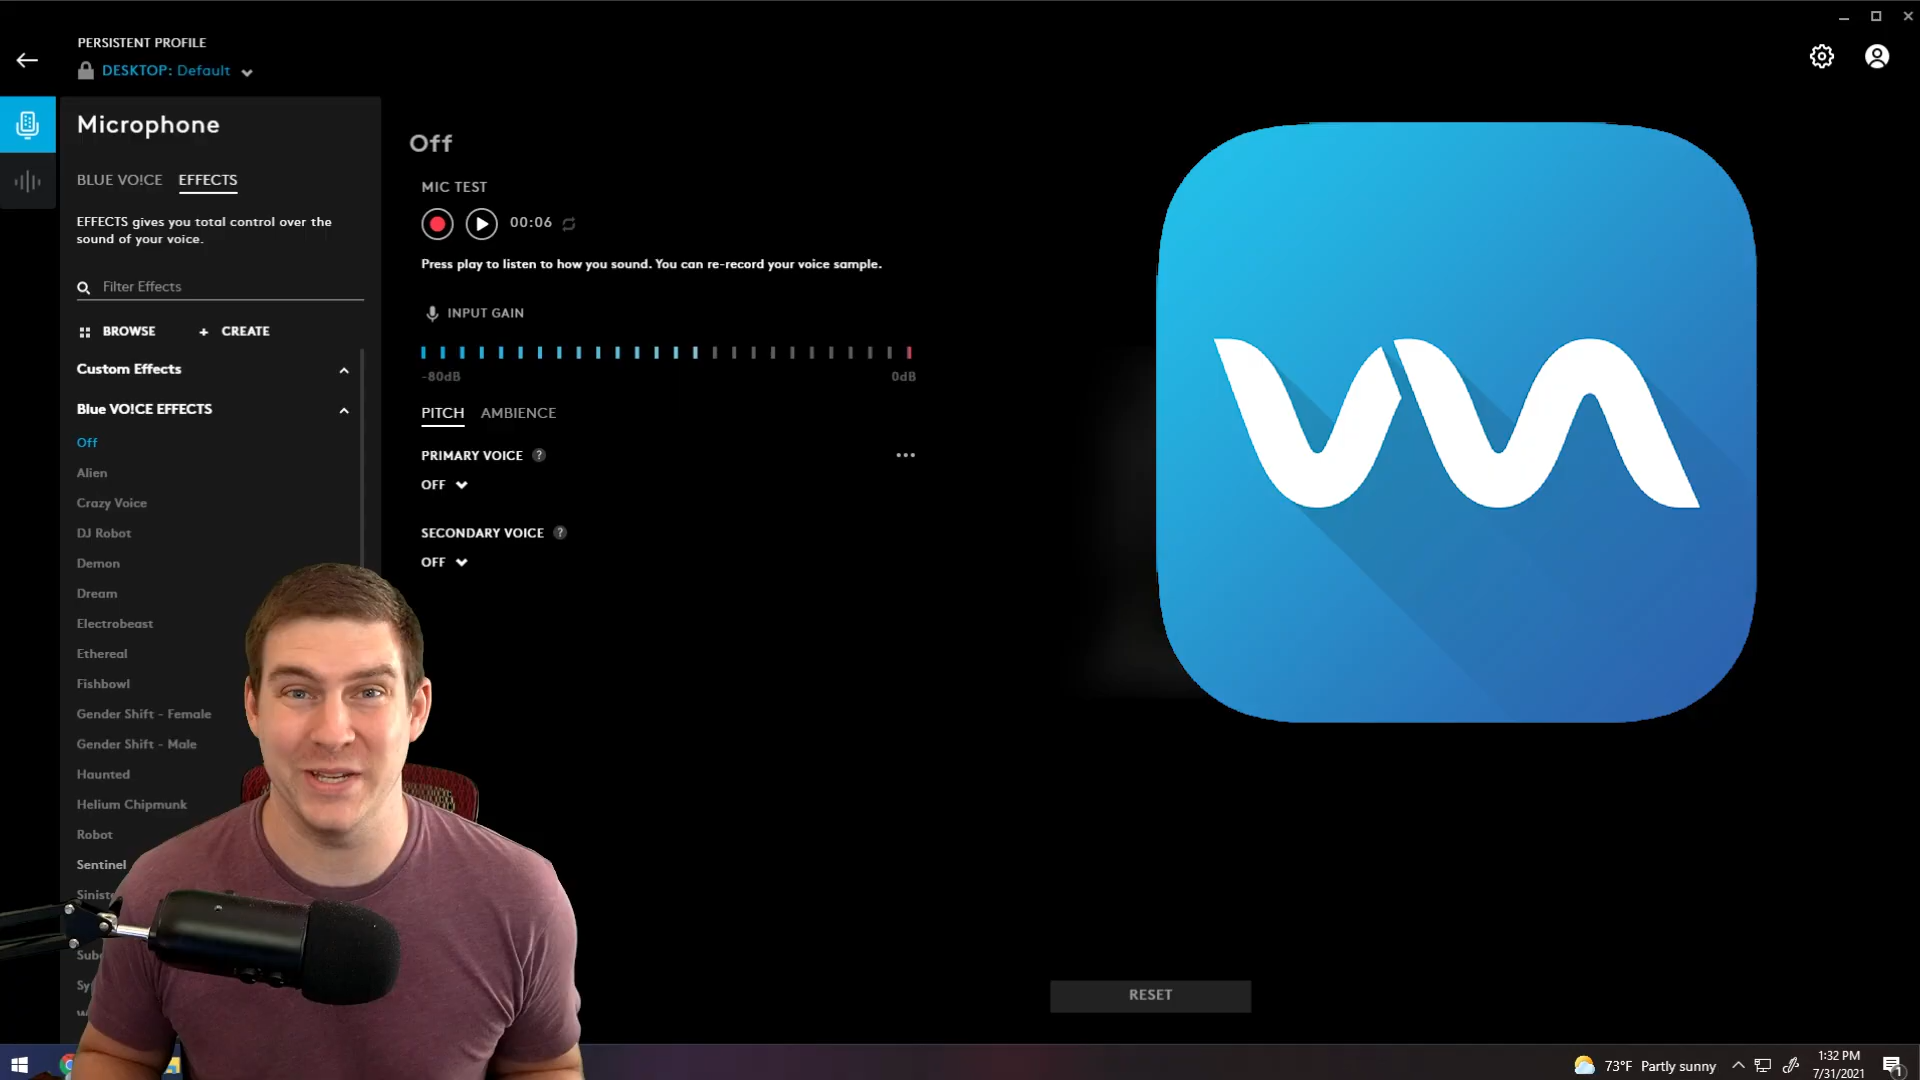 PERSISTENT PROFILE
DESKTOP: Default
Microphone
BLUE VO!CE EFFECTS
EFFECTS gives you total control over the
sound of your voice.
Filter Effects
BROWSE + CREATE
Custom Effects
Blue VO!CE EFFECTS
Off
Alien
Crazy Voice
DJ Robot
Demon
Dream
Electrobeast
Ethereal
Fishbowl
Gender Shift - Female
Gender Shift - Male
Haunted
Helium Chipmunk
Robot
Sentinel
Off
MIC TEST
00:06
Press play to listen to how you sound. You can re-record your voice sample.
INPUT GAIN
-80dB 0dB
PITCH AMBIENCE
PRIMARY VOICE ?
OFF
SECONDARY VOICE ?
OFF
RESET
73°F Partly sunny
1:32 PM
7/31/2021
1